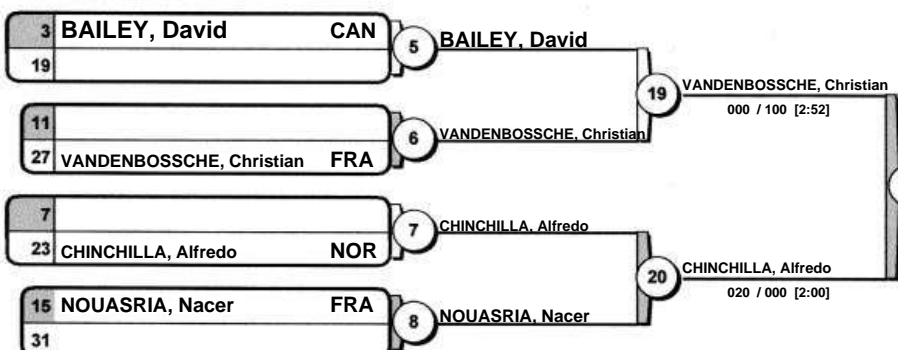 3 BAILEY, David CAN
19
5
BAILEY, David
11
27 VANDENBOSSCHE, Christian FRA
6
VANDENBOSSCHE, Christian
19
VANDENBOSSCHE, Christian
000 / 100 [2:52]
7
23 CHINCHILLA, Alfredo NOR
7
CHINCHILLA, Alfredo
15 NOUASRIA, Nacer FRA
31
8
NOUASRIA, Nacer
20
CHINCHILLA, Alfredo
020 / 000 [2:00]